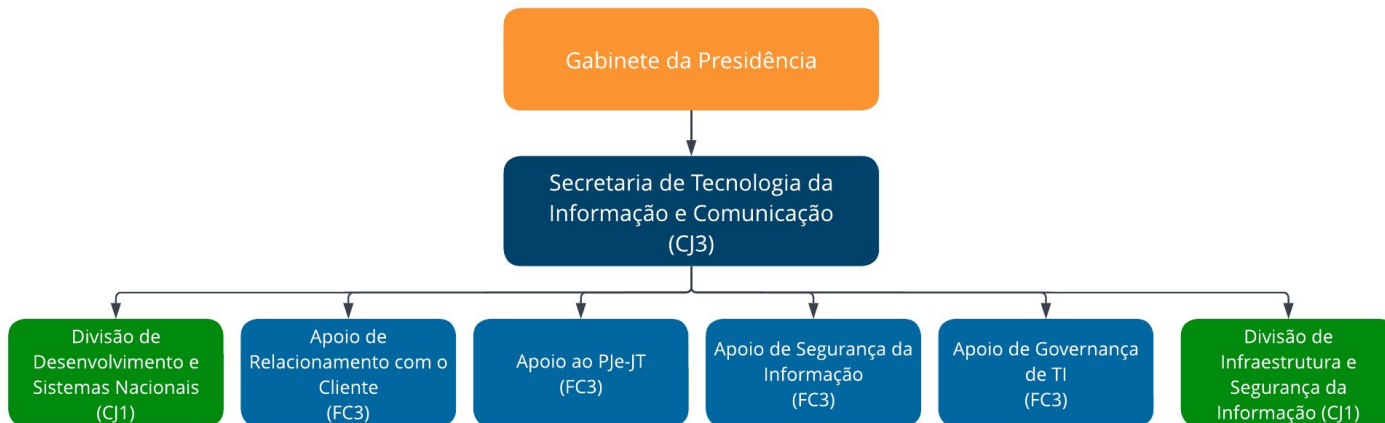 Gabinete da Presidência
Secretaria de Tecnologia da
Informação e Comunicação
(CJ3)
Divisão de
Desenvolvimento e
Sistemas Nacionais
(CJ1)
Apoio de
Relacionamento com o
Cliente
(FC3)
Apoio ao PJe-JT
(FC3)
Apoio de Segurança da
Informação
(FC3)
Apoio de Governança
de TI
(FC3)
Divisão de
Infraestrutura e
Segurança da
Informação (CJ1)